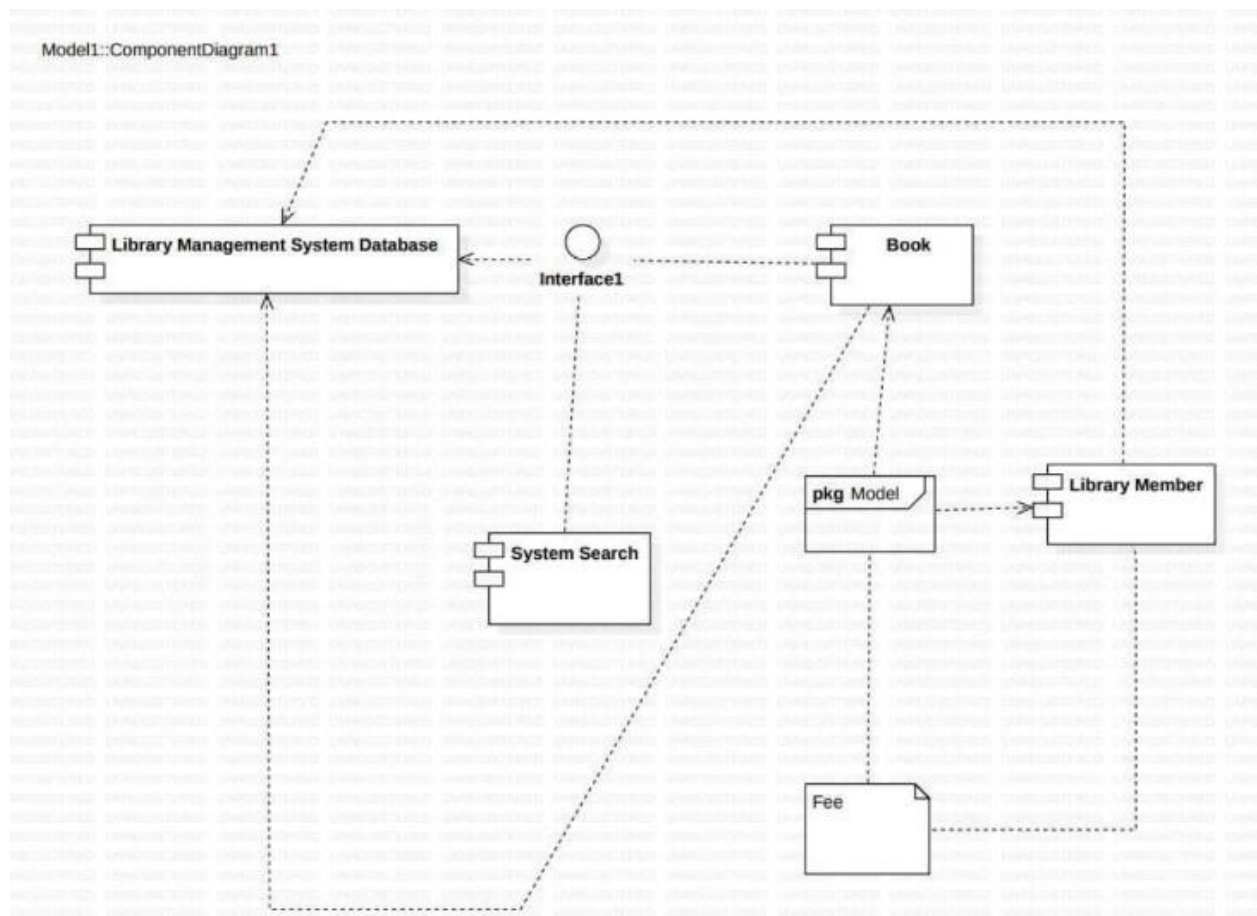 Model1::ComponentDiagram1
Library Management System Database
Interface1
Book
pkg Model
Library Member
System Search
Fee